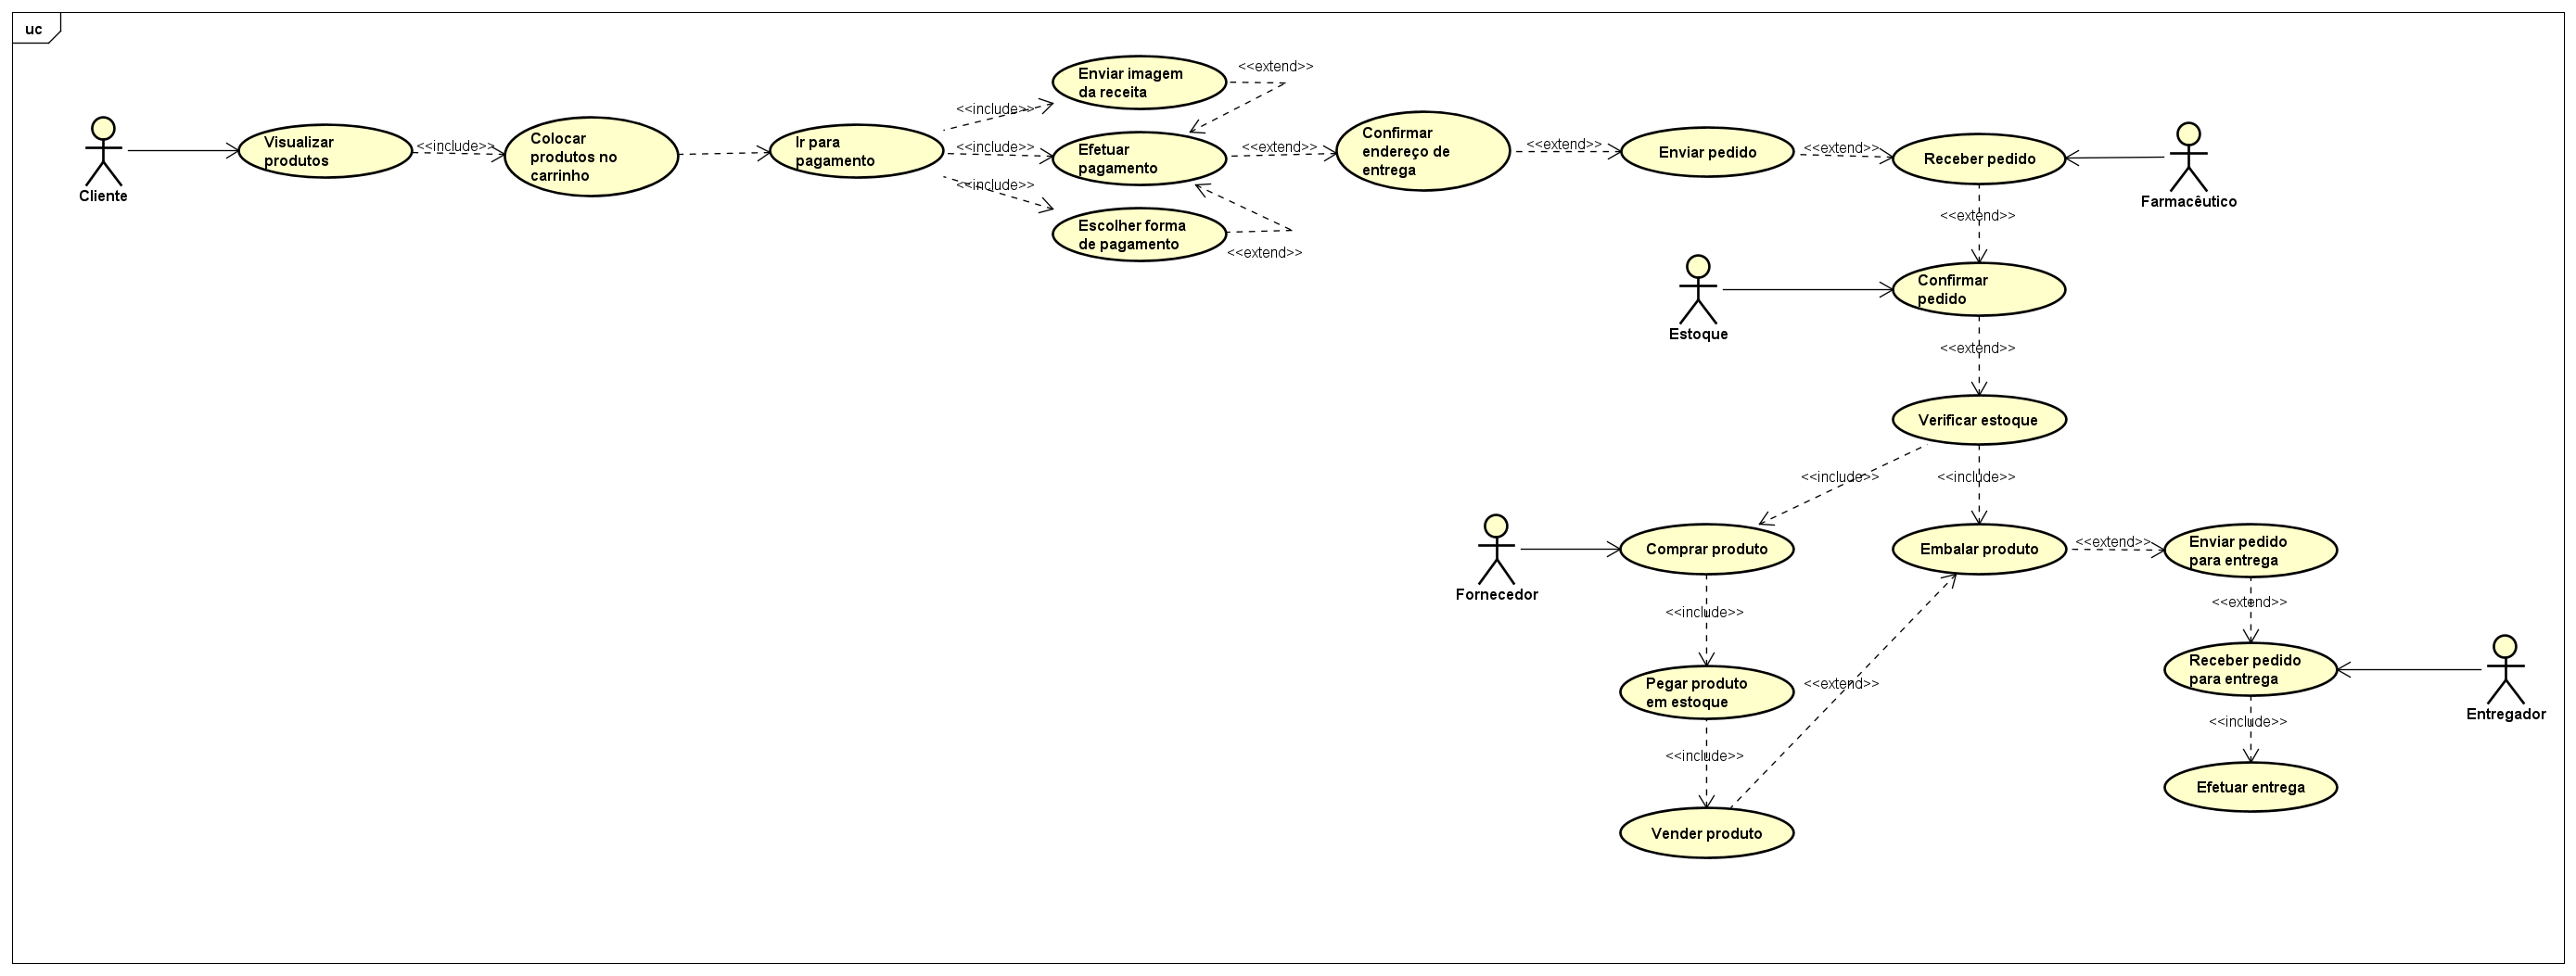 uc
Enviar imagem
da receita
<<extend>>
<<include>>
Cliente
Visualizar
produtos
<<include>>
Colocar
produtos no
carrinho
Ir para
pagamento
<<include>>
Efetuar
pagamento
<<extend>>
Confirmar
endereço de
entrega
<<extend>>
Enviar pedido
<<extend>>
Receber pedido
Farmacêutico
<<include>>
Escolher forma
de pagamento
<<extend>>
<<extend>>
Estoque
Confirmar
pedido
<<extend>>
Verificar estoque
<<include>>
<<include>>
Fornecedor
Comprar produto
Embalar produto
<<extend>>
Enviar pedido
para entrega
<<include>>
<<extend>>
Pegar produto
em estoque
<<extend>>
Receber pedido
para entrega
Entregador
<<include>>
<<include>>
Vender produto
Efetuar entrega